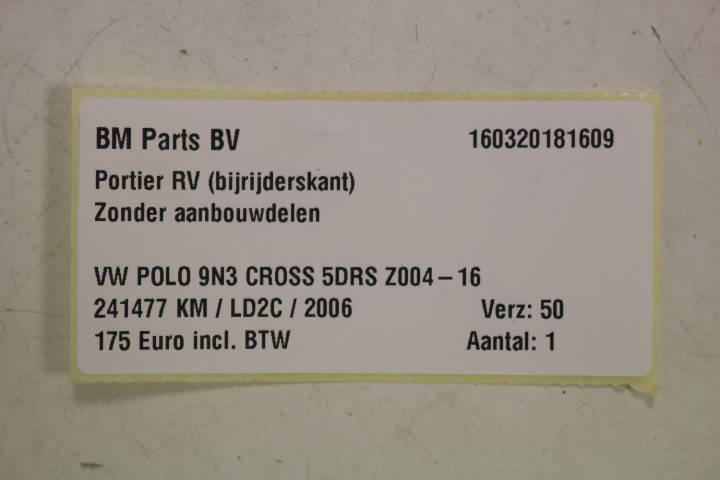 BM Parts BV 160320181609
Portier RV (bijrijderskant)
Zonder aanbouwdelen
VW POLO 9N3 CROSS 5DRS Z004-16
241477 KM / LD2C / 2006 Verz: 50
175 Euro incl. BTW Aantal: 1